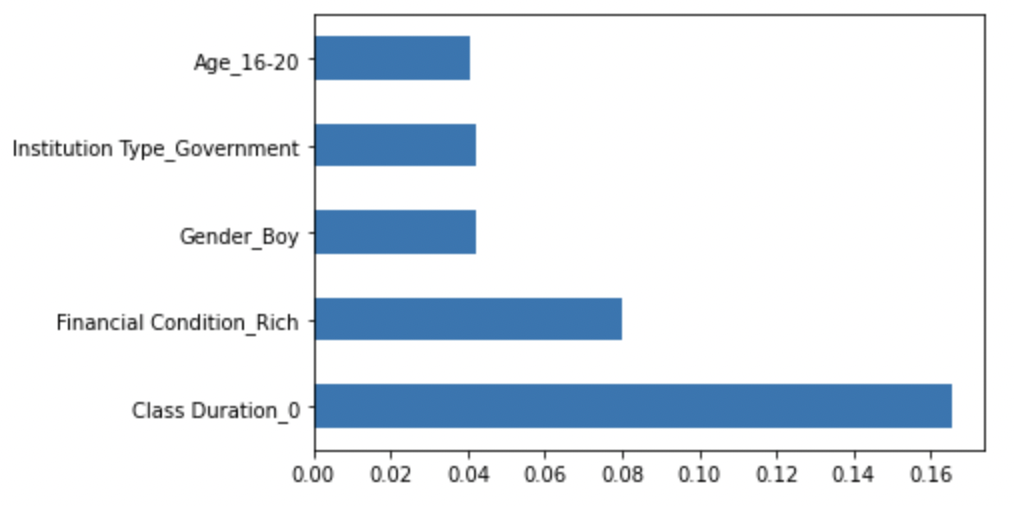 Age_16-20
Institution Type_Government
Gender_Boy
Financial Condition_Rich
Class Duration_0
0.00 0.02 0.04 0.06 0.08 0.10 0.12 0.14 0.16